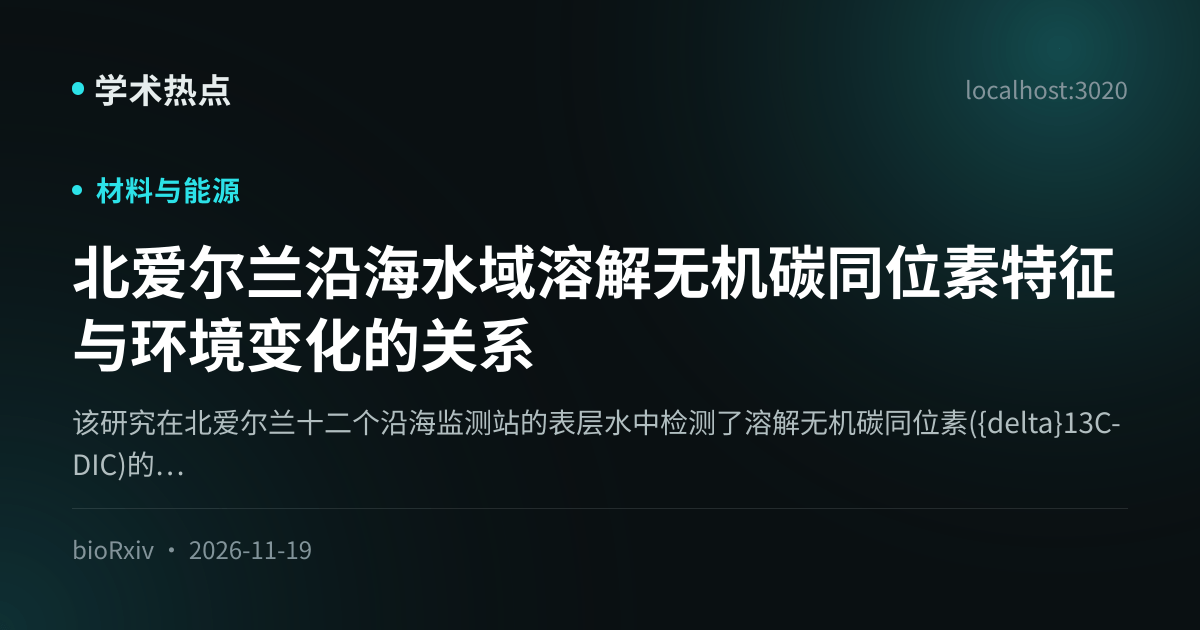 学术热点
localhost:3020
材料与能源
北爱尔兰沿海水域溶解无机碳同位素特征
与环境变化的关系
该研究在北爱尔兰十二个沿海监测站的表层水中检测了溶解无机碳同位素({delta}13C-
DIC)的…
bioRxiv • 2026-11-19